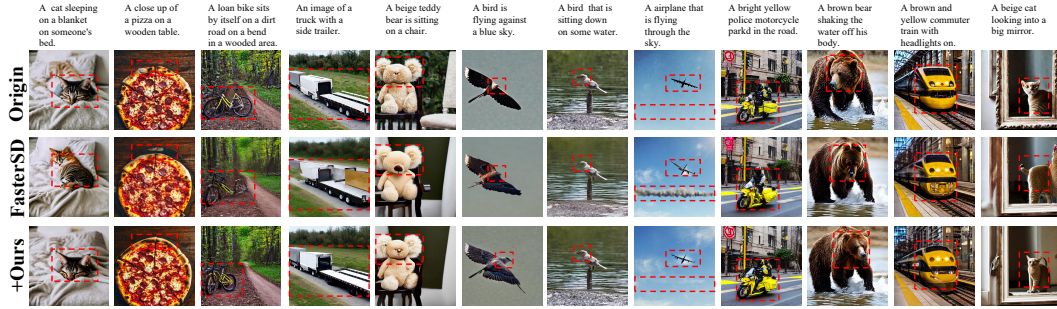 A cat sleeping
on a blanket
on someone's
bed.
A close up of
a pizza on a
wooden table.
A loan bike sits
by itself on a dirt
road on a bend
in a wooded area.
An image of a
truck with a
side trailer.
A beige teddy
bear is sitting
on a chair.
A bird is
flying against
a blue sky.
A bird that is
sitting down
on some water.
A airplane that
is flying
through the
sky.
A bright yellow
police motorcycle
parkd in the road.
A brown bear
shaking the
water off his
body.
A brown and
yellow commuter
train with
headlights on.
A beige cat
looking into a
big mirror.
Origin
FasterSD
+Ours